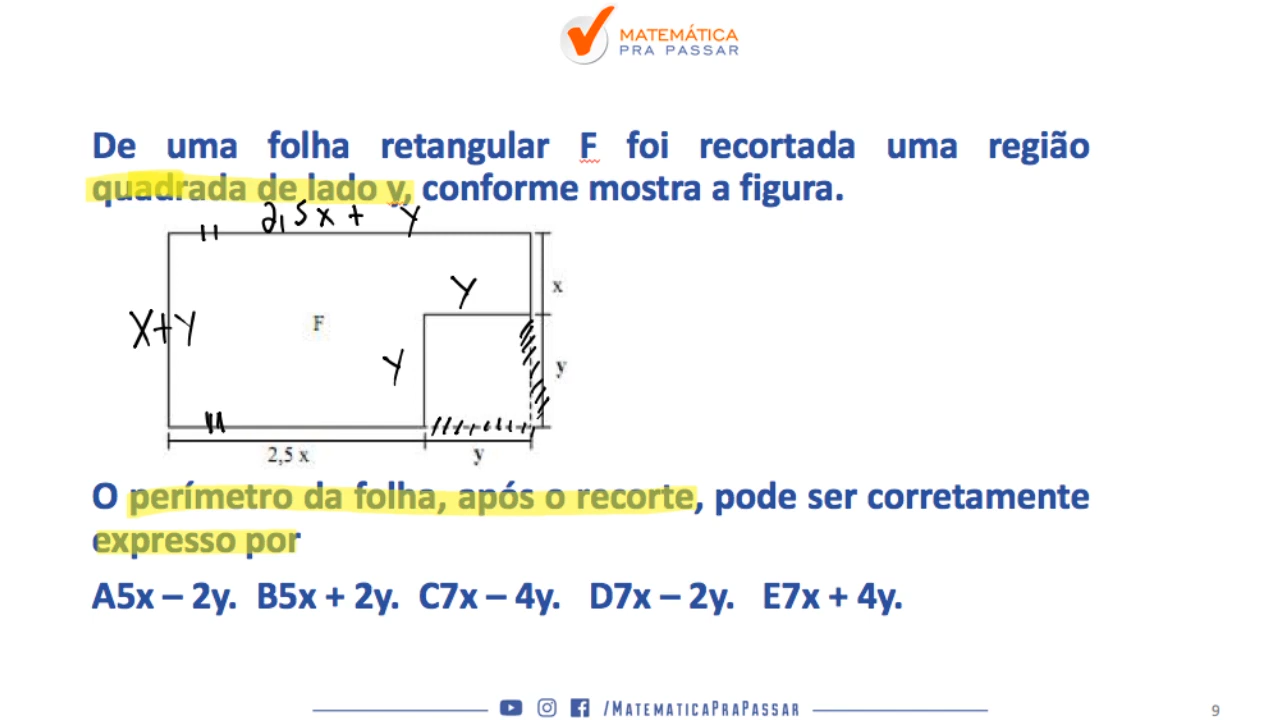 MATEMÁTICA
PRA PASSAR
De uma folha retangular F foi recortada uma região
quadrada de lado y, conforme mostra a figura.
2,5x + y
y
x
x+y
F
y
y
2,5 x
y
O perímetro da folha, após o recorte, pode ser corretamente
expresso por
A5x – 2y. B5x + 2y. C7x – 4y. D7x – 2y. E7x + 4y.
/MATEMATICAPRAPASSAR
9